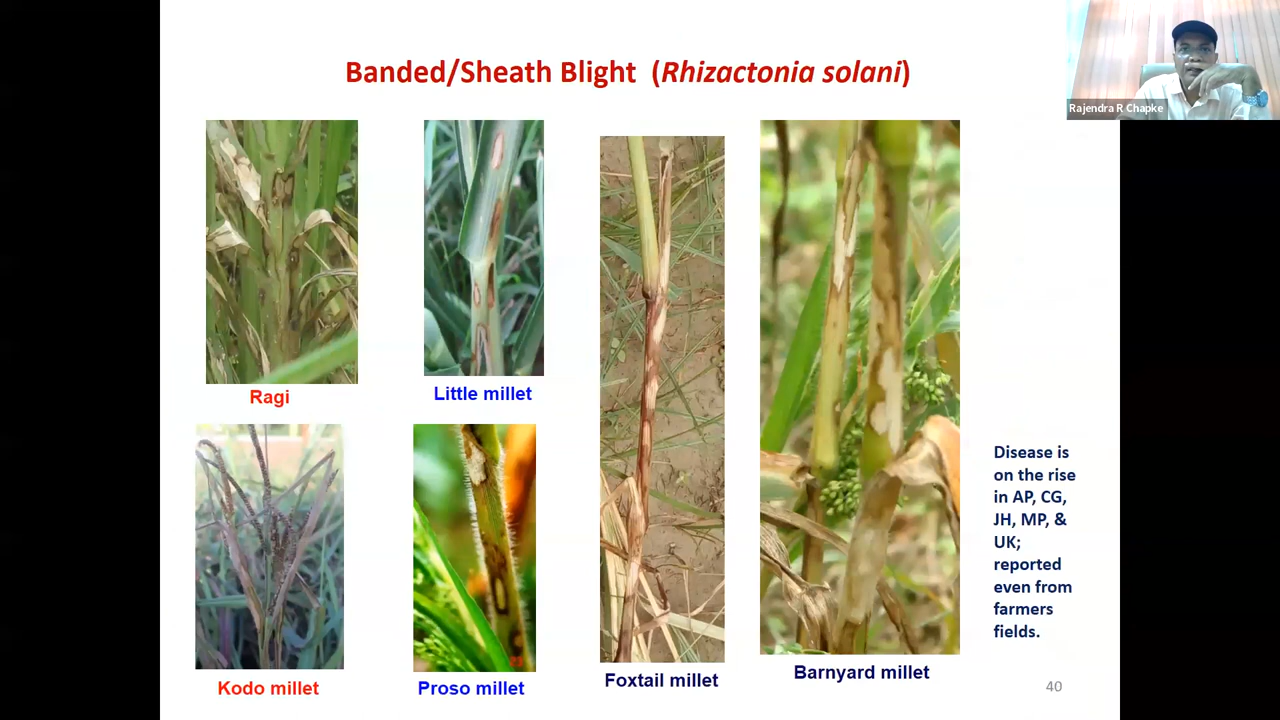 Banded/Sheath Blight (Rhizactonia solani)
Rajendra R Chapke
Ragi
Little millet
Kodo millet
Proso millet
Foxtail millet
Barnyard millet
Disease is
on the rise
in AP, CG,
JH, MP, &
UK;
reported
even from
farmers
fields.
40